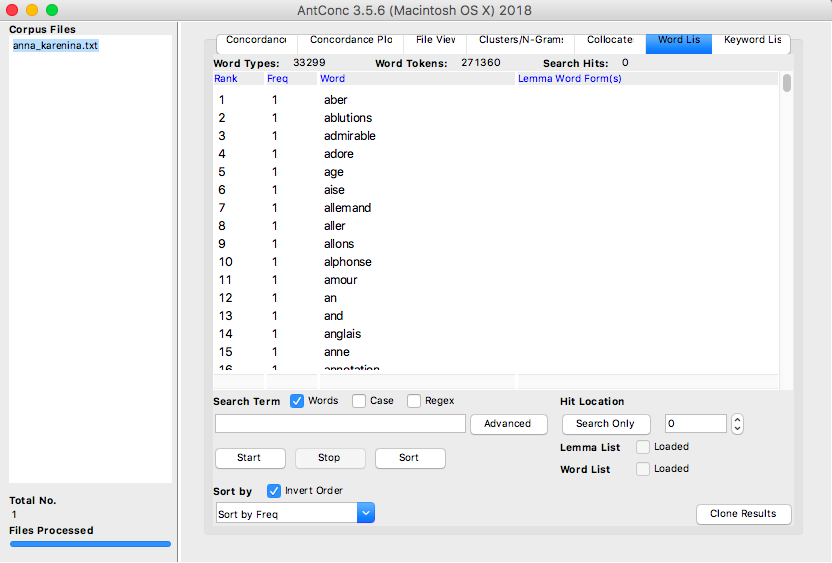 AntConc 3.5.6 (Macintosh OS X) 2018
Corpus Files
anna_karenina.txt
Total No.
1
Files Processed
Concordance Concordance Plo File View Clusters/N-Grams Collocate Word Lis Keyword Lis
Word Types: 33299 Word Tokens: 271360 Search Hits: 0
Rank Freq Word Lemma Word Form(s)
1 1 aber
2 1 ablutions
3 1 admirable
4 1 adore
5 1 age
6 1 aise
7 1 allemand
8 1 aller
9 1 allons
10 1 alphonse
11 1 amour
12 1 an
13 1 and
14 1 anglais
15 1 anne
16 1 annotation
Search Term Words Case Regex Hit Location
Advanced Search Only 0
Start Stop Sort Lemma List Loaded
Word List Loaded
Sort by Invert Order
Sort by Freq Clone Results